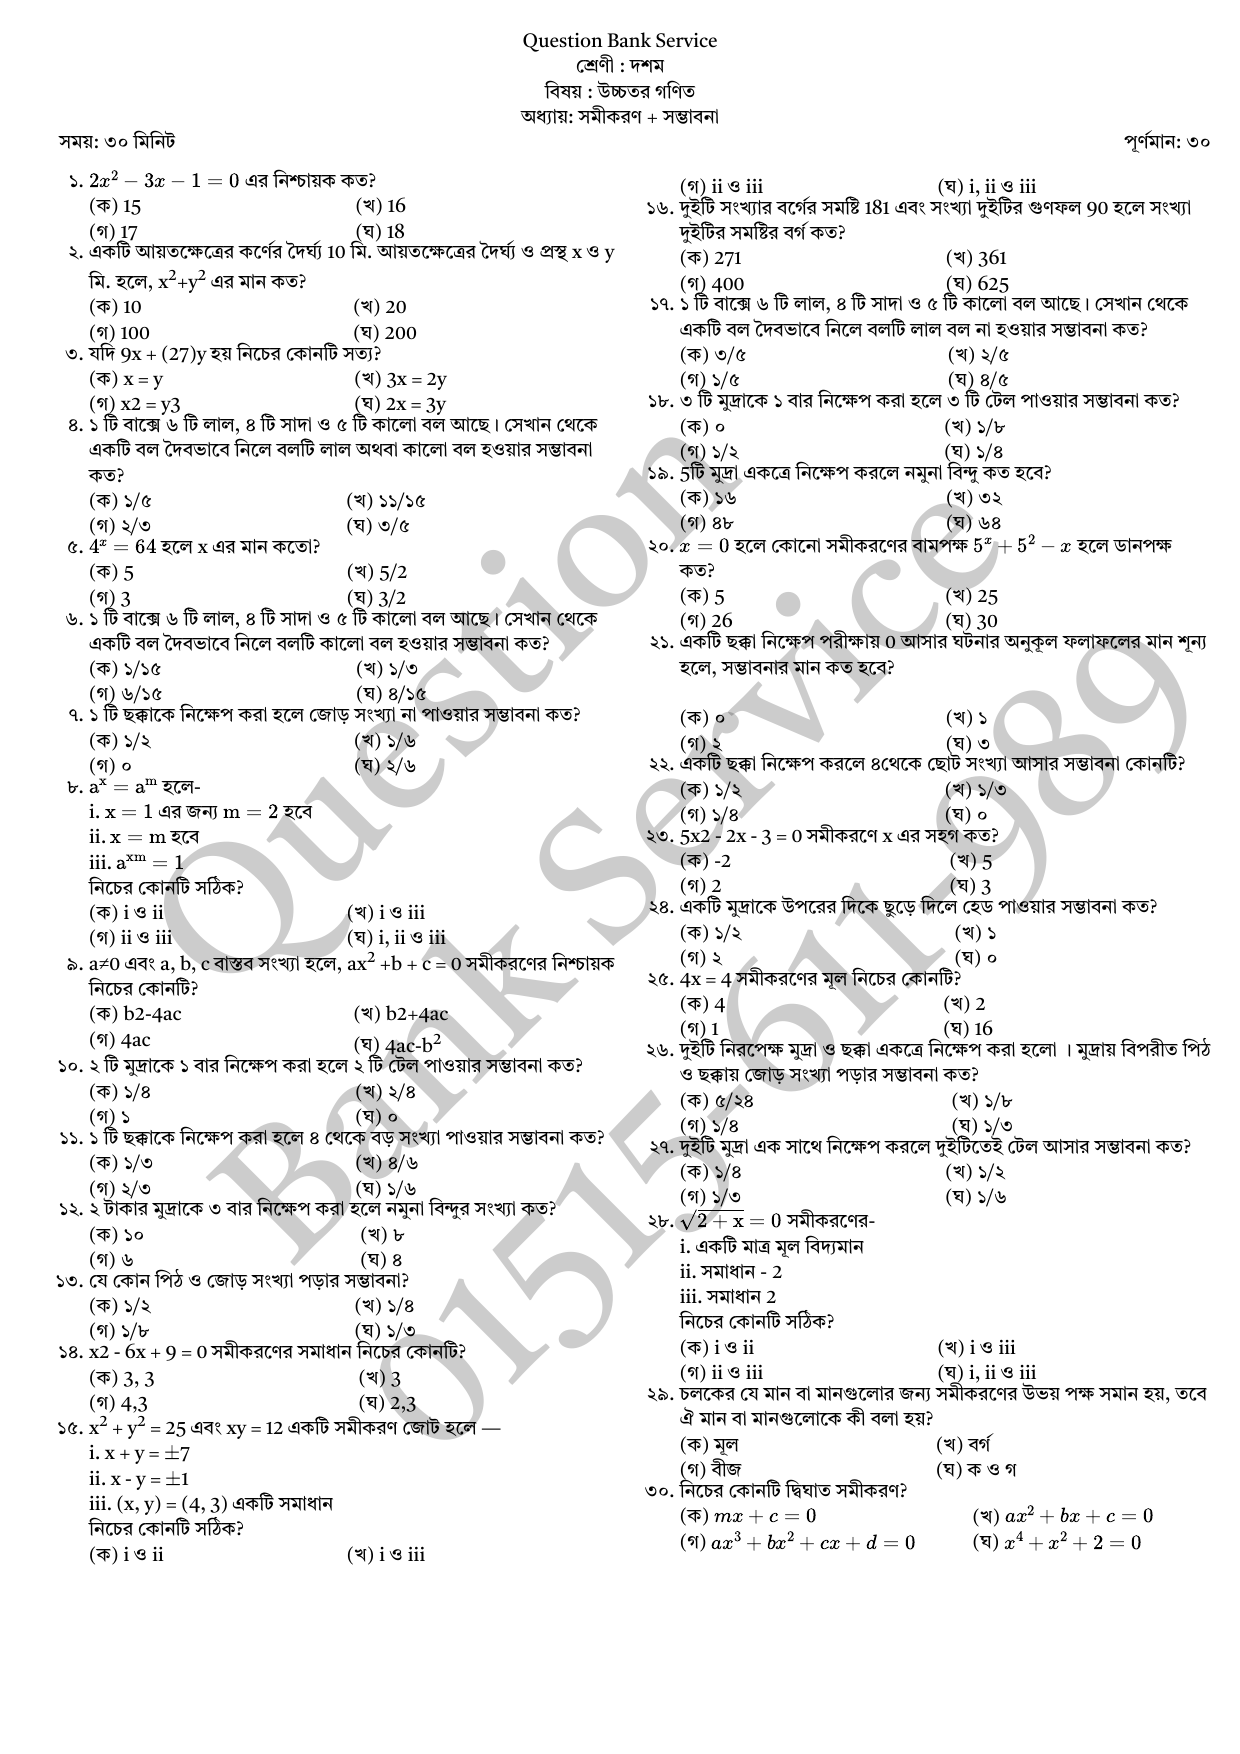 Question Bank Service
শ্রেণী : দশম
বিষয় : উচ্চতর গণিত
অধ্যায়: সমীকরণ + সম্ভাবনা
সময়: ৩০ মিনিট পূর্ণমান: ৩০
১. 2x² − 3x − 1 = 0 এর নিশ্চায়ক কত?
(ক) 15 (খ) 16
(গ) 17 (ঘ) 18
২. একটি আয়তক্ষেত্রের কর্ণের দৈর্ঘ্য 10 মি. আয়তক্ষেত্রের দৈর্ঘ্য ও প্রস্থ x ও y
মি. হলে, x²+y² এর মান কত?
(ক) 10 (খ) 20
(গ) 100 (ঘ) 200
৩. যদি 9x + (27)y হয় নিচের কোনটি সত্য?
(ক) x = y (খ) 3x = 2y
(গ) x2 = y3 (ঘ) 2x = 3y
৪. ১ টি বাক্সে ৬ টি লাল, ৪ টি সাদা ও ৫ টি কালো বল আছে। সেখান থেকে
একটি বল দৈবভাবে নিলে বলটি লাল অথবা কালো বল হওয়ার সম্ভাবনা
কত?
(ক) ১/৫ (খ) ১১/১৫
(গ) ২/৩ (ঘ) ৩/৫
৫. 4ˣ = 64 হলে x এর মান কতো?
(ক) 5 (খ) 5/2
(গ) 3 (ঘ) 3/2
৬. ১ টি বাক্সে ৬ টি লাল, ৪ টি সাদা ও ৫ টি কালো বল আছে। সেখান থেকে
একটি বল দৈবভাবে নিলে বলটি কালো বল হওয়ার সম্ভাবনা কত?
(ক) ১/১৫ (খ) ১/৩
(গ) ৬/১৫ (ঘ) ৪/১৫
৭. ১ টি ছক্কাকে নিক্ষেপ করা হলে জোড় সংখ্যা না পাওয়ার সম্ভাবনা কত?
(ক) ১/২ (খ) ১/৬
(গ) ০ (ঘ) ২/৬
৮. aˣ = aᵐ হলে-
i. x = 1 এর জন্য m = 2 হবে
ii. x = m হবে
iii. aˣᵐ = 1
নিচের কোনটি সঠিক?
(ক) i ও ii (খ) i ও iii
(গ) ii ও iii (ঘ) i, ii ও iii
৯. a≠0 এবং a, b, c বাস্তব সংখ্যা হলে, ax² +b + c = 0 সমীকরণের নিশ্চায়ক
নিচের কোনটি?
(ক) b2-4ac (খ) b2+4ac
(গ) 4ac (ঘ) 4ac-b²
১০. ২ টি মুদ্রাকে ১ বার নিক্ষেপ করা হলে ২ টি টেল পাওয়ার সম্ভাবনা কত?
(ক) ১/৪ (খ) ২/৪
(গ) ১ (ঘ) ০
১১. ১ টি ছক্কাকে নিক্ষেপ করা হলে ৪ থেকে বড় সংখ্যা পাওয়ার সম্ভাবনা কত?
(ক) ১/৩ (খ) ৪/৬
(গ) ২/৩ (ঘ) ১/৬
১২. ২ টাকার মুদ্রাকে ৩ বার নিক্ষেপ করা হলে নমুনা বিন্দুর সংখ্যা কত?
(ক) ১০ (খ) ৮
(গ) ৬ (ঘ) ৪
১৩. যে কোন পিঠ ও জোড় সংখ্যা পড়ার সম্ভাবনা?
(ক) ১/২ (খ) ১/৪
(গ) ১/৮ (ঘ) ১/৩
১৪. x2 - 6x + 9 = 0 সমীকরণের সমাধান নিচের কোনটি?
(ক) 3, 3 (খ) 3
(গ) 4,3 (ঘ) 2,3
১৫. x² + y² = 25 এবং xy = 12 একটি সমীকরণ জোট হলে —
i. x + y = ±7
ii. x - y = ±1
iii. (x, y) = (4, 3) একটি সমাধান
নিচের কোনটি সঠিক?
(ক) i ও ii (খ) i ও iii
(গ) ii ও iii (ঘ) i, ii ও iii
১৬. দুইটি সংখ্যার বর্গের সমষ্টি 181 এবং সংখ্যা দুইটির গুণফল 90 হলে সংখ্যা
দুইটির সমষ্টির বর্গ কত?
(ক) 271 (খ) 361
(গ) 400 (ঘ) 625
১৭. ১ টি বাক্সে ৬ টি লাল, ৪ টি সাদা ও ৫ টি কালো বল আছে। সেখান থেকে
একটি বল দৈবভাবে নিলে বলটি লাল বল না হওয়ার সম্ভাবনা কত?
(ক) ৩/৫ (খ) ২/৫
(গ) ১/৫ (ঘ) ৪/৫
১৮. ৩ টি মুদ্রাকে ১ বার নিক্ষেপ করা হলে ৩ টি টেল পাওয়ার সম্ভাবনা কত?
(ক) ০ (খ) ১/৮
(গ) ১/২ (ঘ) ১/৪
১৯. 5টি মুদ্রা একত্রে নিক্ষেপ করলে নমুনা বিন্দু কত হবে?
(ক) ১৬ (খ) ৩২
(গ) ৪৮ (ঘ) ৬৪
২০. x = 0 হলে কোনো সমীকরণের বামপক্ষ 5ˣ + 5² − x হলে ডানপক্ষ
কত?
(ক) 5 (খ) 25
(গ) 26 (ঘ) 30
২১. একটি ছক্কা নিক্ষেপ পরীক্ষায় 0 আসার ঘটনার অনুকূল ফলাফলের মান শূন্য
হলে, সম্ভাবনার মান কত হবে?
(ক) ০ (খ) ১
(গ) ২ (ঘ) ৩
২২. একটি ছক্কা নিক্ষেপ করলে ৪থেকে ছোট সংখ্যা আসার সম্ভাবনা কোনটি?
(ক) ১/২ (খ) ১/৩
(গ) ১/৪ (ঘ) ০
২৩. 5x2 - 2x - 3 = 0 সমীকরণে x এর সহগ কত?
(ক) -2 (খ) 5
(গ) 2 (ঘ) 3
২৪. একটি মুদ্রাকে উপরের দিকে ছুড়ে দিলে হেড পাওয়ার সম্ভাবনা কত?
(ক) ১/২ (খ) ১
(গ) ২ (ঘ) ০
২৫. 4x = 4 সমীকরণের মূল নিচের কোনটি?
(ক) 4 (খ) 2
(গ) 1 (ঘ) 16
২৬. দুইটি নিরপেক্ষ মুদ্রা ও ছক্কা একত্রে নিক্ষেপ করা হলো । মুদ্রায় বিপরীত পিঠ
ও ছক্কায় জোড় সংখ্যা পড়ার সম্ভাবনা কত?
(ক) ৫/২৪ (খ) ১/৮
(গ) ১/৪ (ঘ) ১/৩
২৭. দুইটি মুদ্রা এক সাথে নিক্ষেপ করলে দুইটিতেই টেল আসার সম্ভাবনা কত?
(ক) ১/৪ (খ) ১/২
(গ) ১/৩ (ঘ) ১/৬
২৮. √(2 + x) = 0 সমীকরণের-
i. একটি মাত্র মূল বিদ্যমান
ii. সমাধান - 2
iii. সমাধান 2
নিচের কোনটি সঠিক?
(ক) i ও ii (খ) i ও iii
(গ) ii ও iii (ঘ) i, ii ও iii
২৯. চলকের যে মান বা মানগুলোর জন্য সমীকরণের উভয় পক্ষ সমান হয়, তবে
ঐ মান বা মানগুলোকে কী বলা হয়?
(ক) মূল (খ) বর্গ
(গ) বীজ (ঘ) ক ও গ
৩০. নিচের কোনটি দ্বিঘাত সমীকরণ?
(ক) mx + c = 0 (খ) ax² + bx + c = 0
(গ) ax³ + bx² + cx + d = 0 (ঘ) x⁴ + x² + 2 = 0
Question
Bank Service
01515-611-989